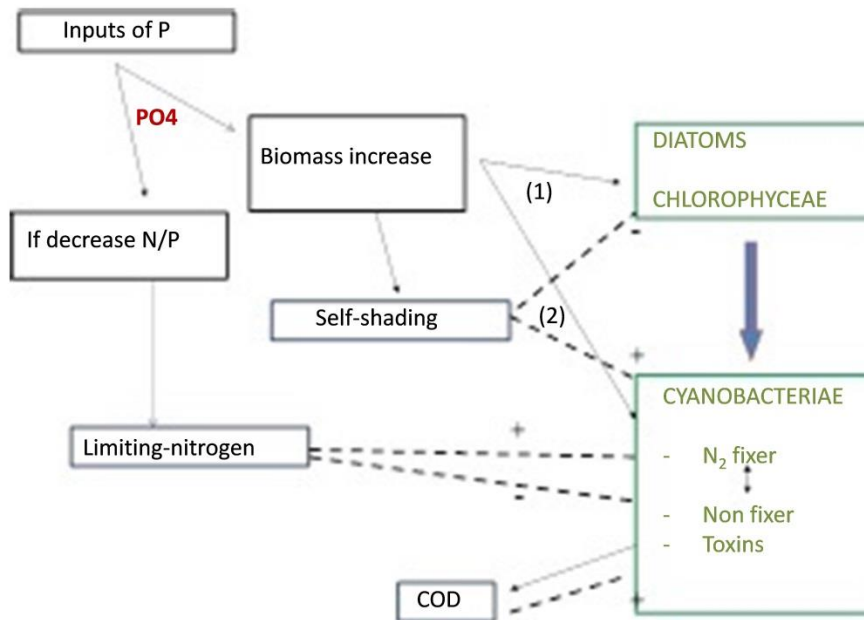 Inputs of P
PO4
Biomass increase
DIATOMS
(1)
CHLOROPHYCEAE
-
If decrease N/P
Self-shading
(2)
+
CYANOBACTERIAE
+
Limiting-nitrogen
- N₂ fixer
-
- Non fixer
- Toxins
COD
+